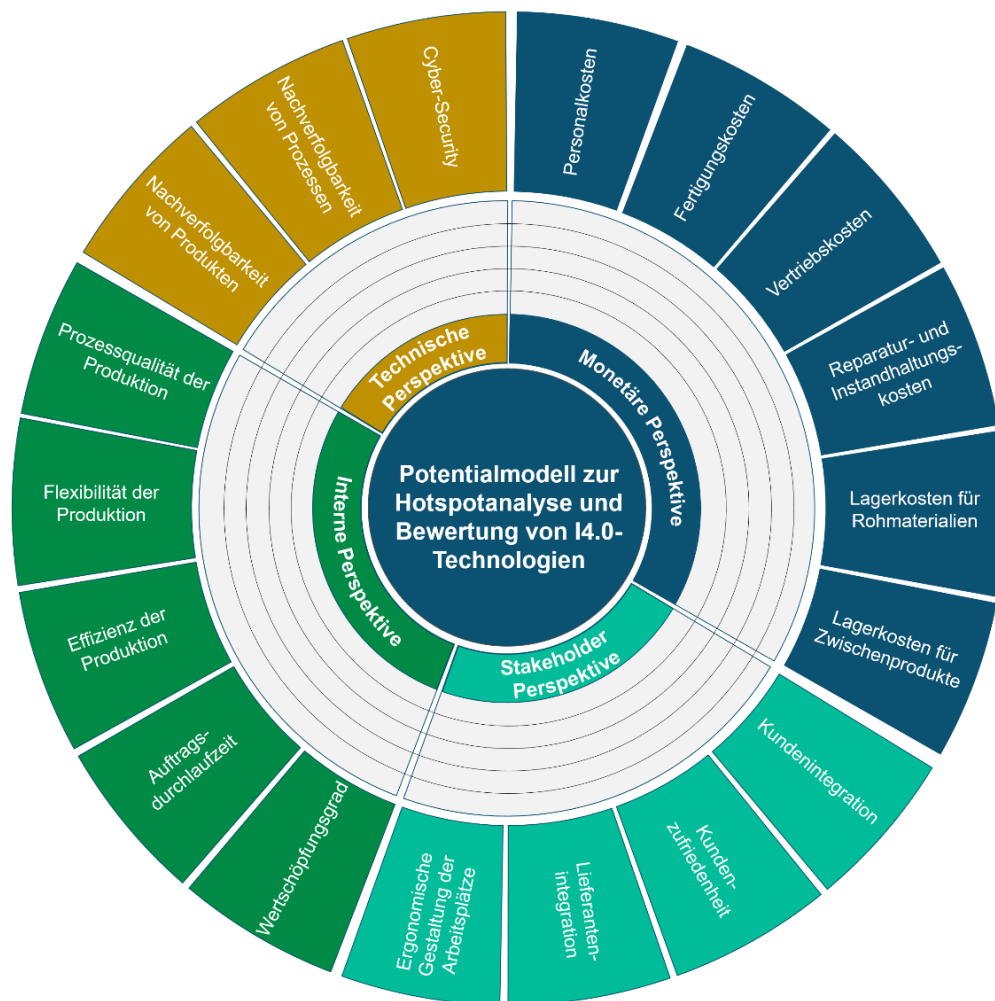 Potentialmodell zur
Hotspotanalyse und
Bewertung von I4.0-
Technologien
Monetäre Perspektive
Stakeholder
Perspektive
Interne Perspektive
Technische
Perspektive
Personalkosten
Fertigungskosten
Vertriebskosten
Reparatur- und
Instandhaltungs-
kosten
Lagerkosten für
Rohmaterialien
Lagerkosten für
Zwischenprodukte
Kundenintegration
Kunden-
zufriedenheit
Lieferanten-
integration
Ergonomische
Gestaltung der
Arbeitsplätze
Wertschöpfungsgrad
Auftrags-
durchlaufzeit
Effizienz der
Produktion
Flexibilität der
Produktion
Prozessqualität der
Produktion
Nachverfolgbarkeit
von Produkten
Nachverfolgbarkeit
von Prozessen
Cyber-Security